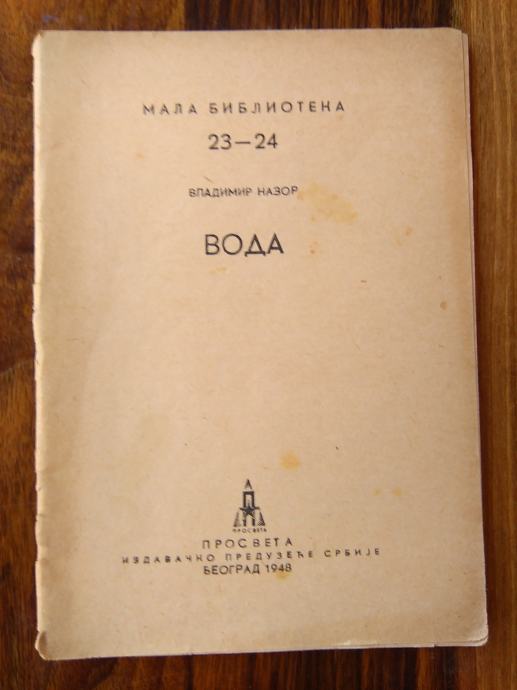 МАЛА БИБЛИОТЕКА
23—24
ВЛАДИМИР НАЗОР
ВОДА
ПРОСВЕТА
ПРОСВЕТА
ИЗДАВАЧКО ПРЕДУЗЕЋЕ СРБИЈЕ
БЕОГРАД 1948